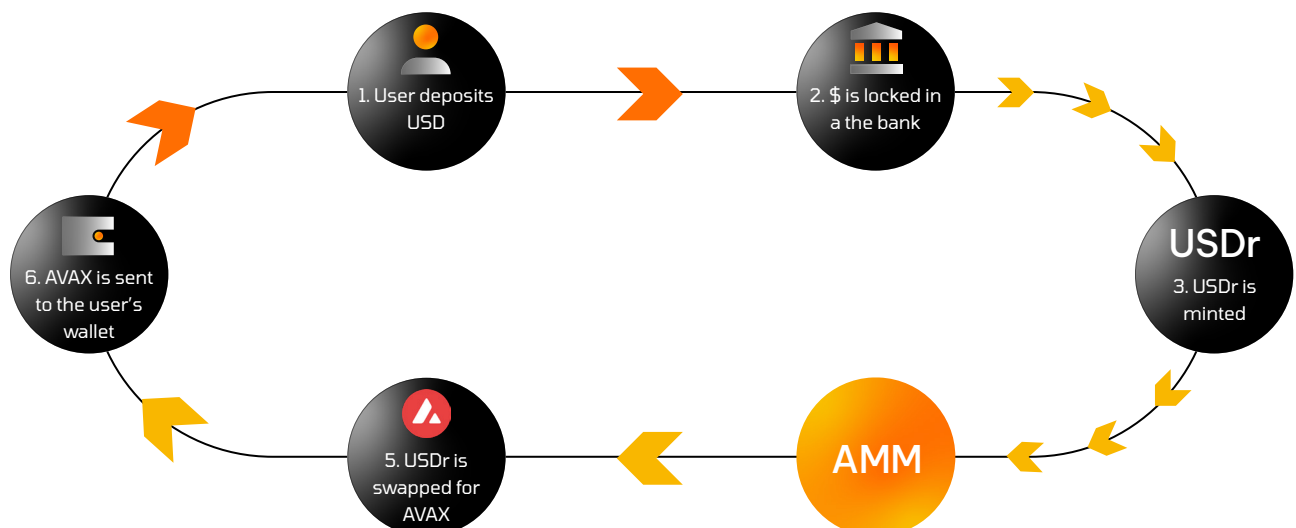 1. User deposits
USD
2. $ is locked in
a the bank
USDr
3. USDr is
minted
AMM
5. USDr is
swapped for
AVAX
6. AVAX is sent
to the user's
wallet